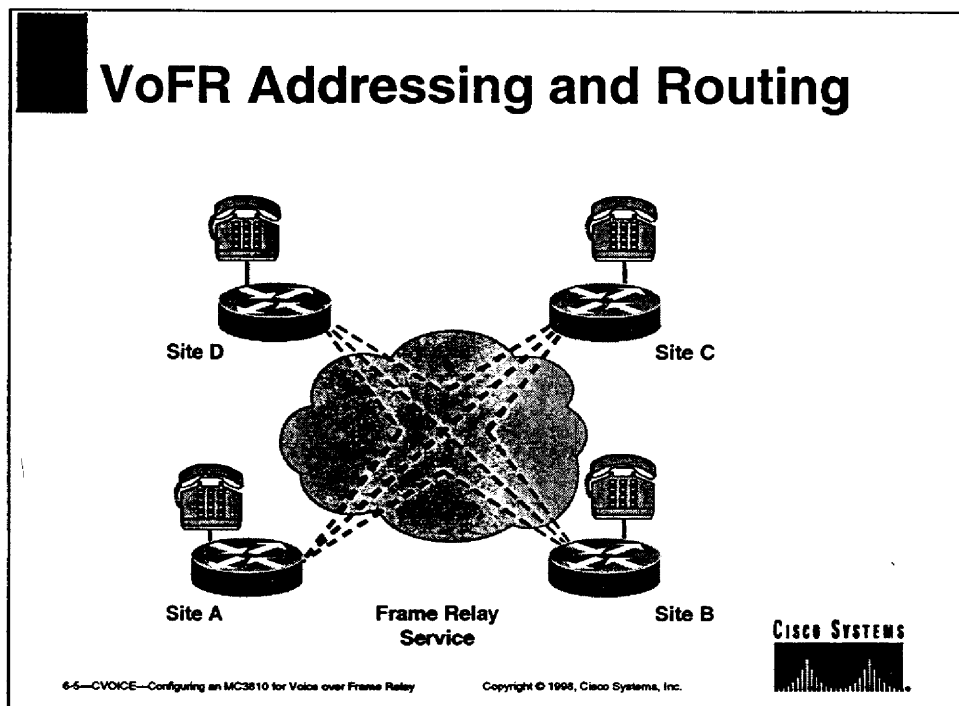 VoFR Addressing and Routing
Site D
Site C
Site A
Frame Relay
Service
Site B
CISCO SYSTEMS
6-5—CVOICE—Configuring an MC3810 for Voice over Frame Relay
Copyright © 1998, Cisco Systems, Inc.